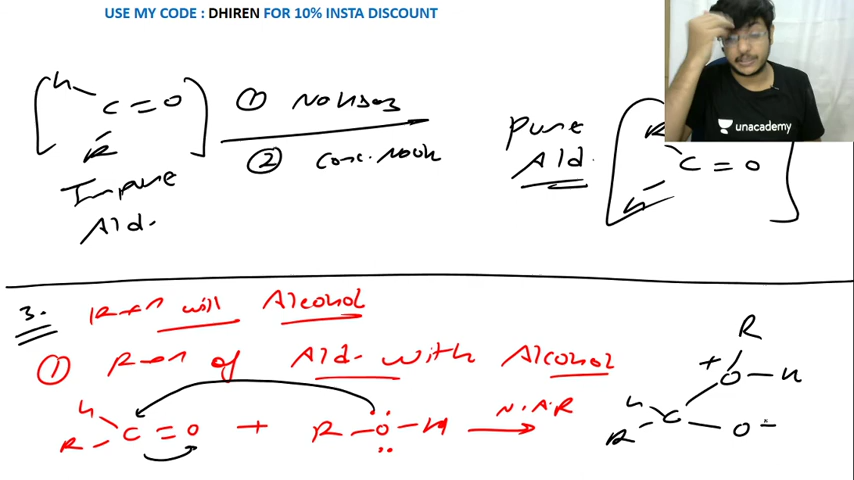 USE MY CODE : DHIREN FOR 10% INSTA DISCOUNT
unacademy
H
C = O
R
Impure
Ald.
① NaHSO3
② Conc. NaOH
Pure
Ald.
R
C = O
H
3. Rxn will Alcohol
① Rxn of Ald. with Alcohol
H
R - C = O + R - O - H
N.A.R
R
+
O - H
H
C
R
O -